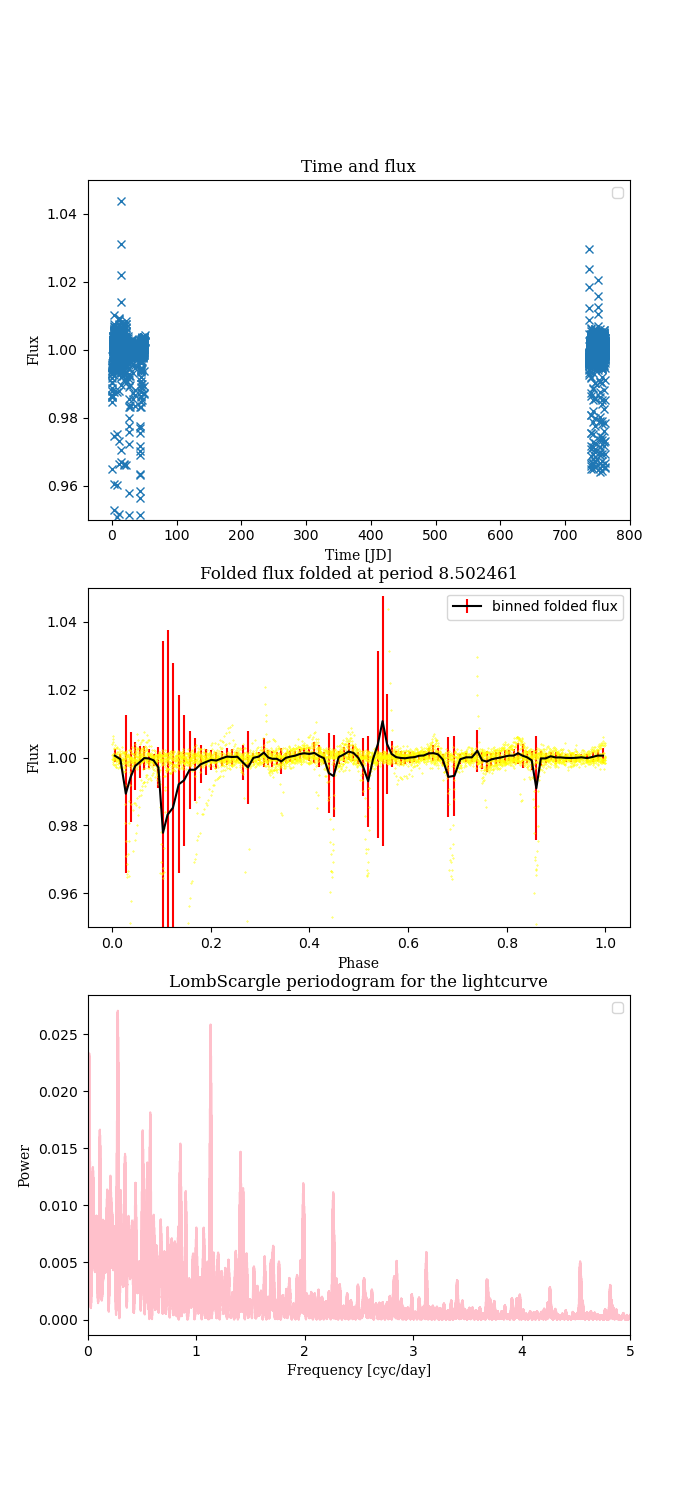 Time and flux
1.04
1.02
1.00
0.98
0.96
Flux
0 100 200 300 400 500 600 700 800
Time [JD]
Folded flux folded at period 8.502461
binned folded flux
1.04
1.02
1.00
0.98
0.96
Flux
0.0 0.2 0.4 0.6 0.8 1.0
Phase
LombScargle periodogram for the lightcurve
0.025
0.020
0.015
0.010
0.005
0.000
Power
0 1 2 3 4 5
Frequency [cyc/day]